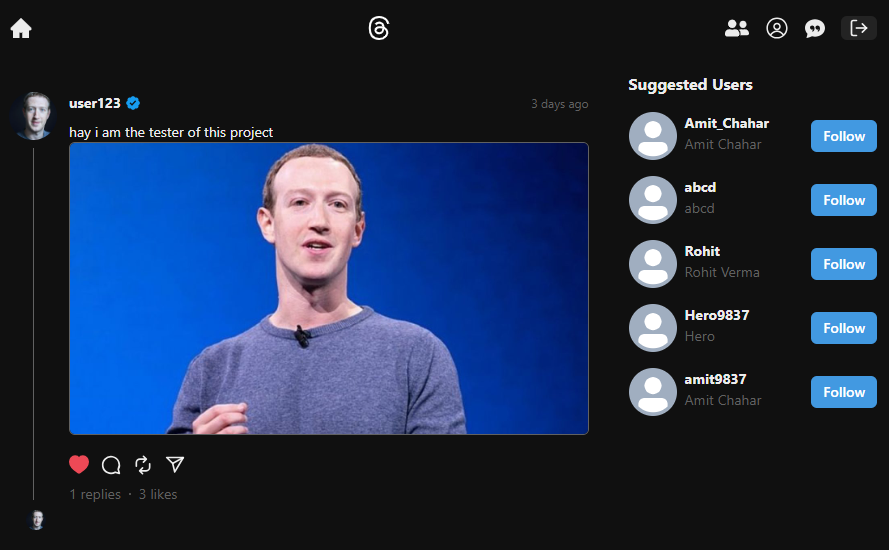 user123
3 days ago
hay i am the tester of this project
1 replies · 3 likes
Suggested Users
Amit_Chahar
Amit Chahar
Follow
abcd
abcd
Follow
Rohit
Rohit Verma
Follow
Hero9837
Hero
Follow
amit9837
Amit Chahar
Follow